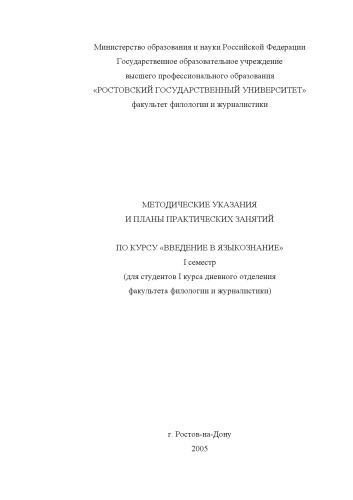 Министерство образования и науки Российской Федерации
Государственное образовательное учреждение
высшего профессионального образования
«РОСТОВСКИЙ ГОСУДАРСТВЕННЫЙ УНИВЕРСИТЕТ»
факультет филологии и журналистики
МЕТОДИЧЕСКИЕ УКАЗАНИЯ
И ПЛАНЫ ПРАКТИЧЕСКИХ ЗАНЯТИЙ
ПО КУРСУ «ВВЕДЕНИЕ В ЯЗЫКОЗНАНИЕ»
I семестр
(для студентов I курса дневного отделения
факультета филологии и журналистики)
г. Ростов-на-Дону
2005